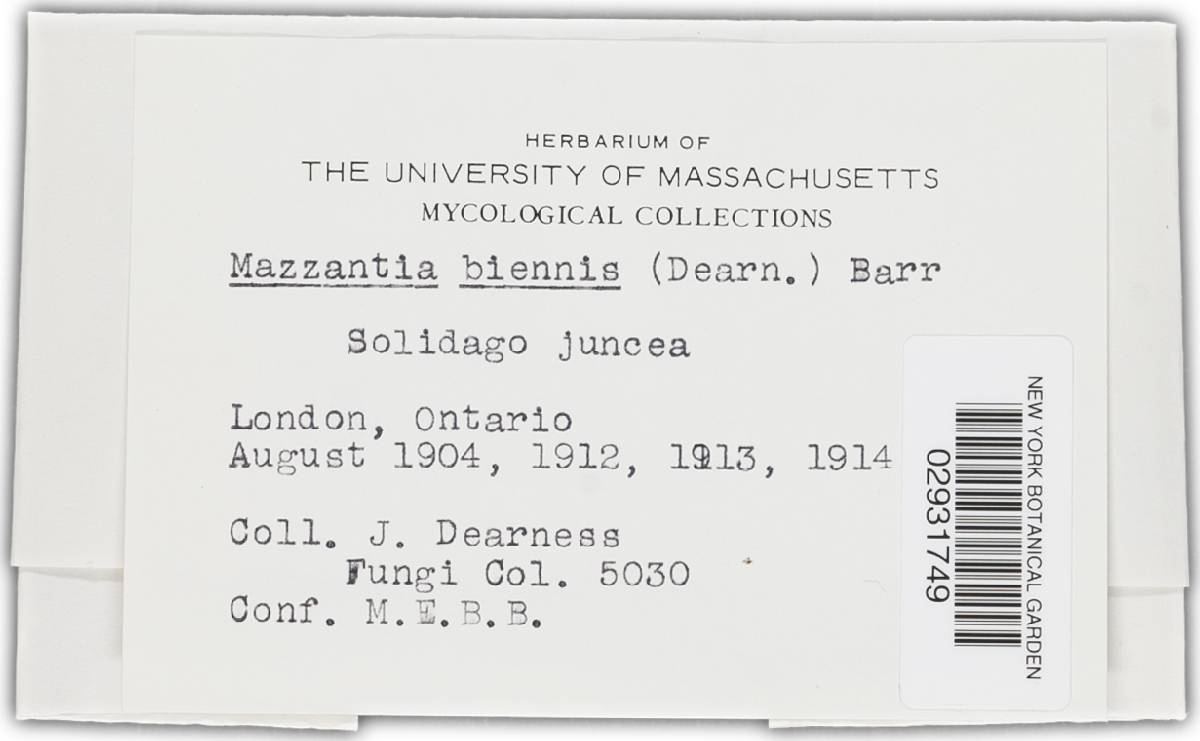 HERBARIUM OF
THE UNIVERSITY OF MASSACHUSETTS
MYCOLOGICAL COLLECTIONS
Mazzantia biennis (Dearn.) Barr
Solidago juncea
London, Ontario
August 1904, 1912, 1913, 1914
Coll. J. Dearness
Fungi Col. 5030
Conf. M.E.B.B.
NEW YORK BOTANICAL GARDEN
02931749